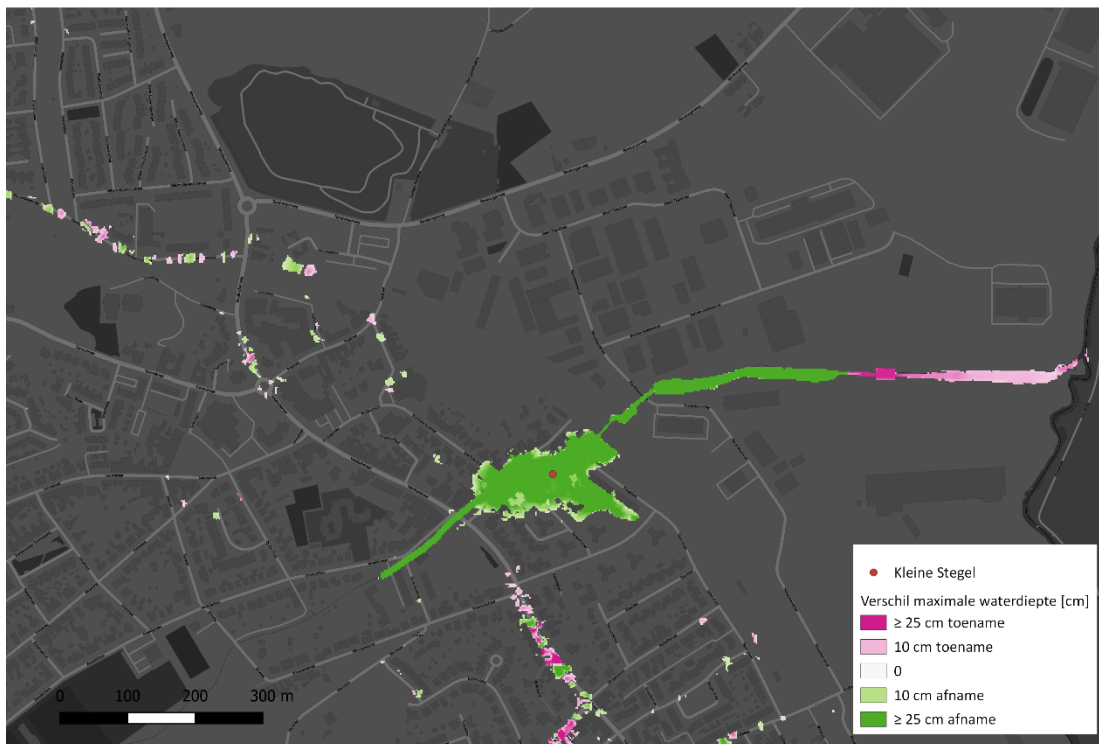 Kleine Stegel
Verschil maximale waterdiepte [cm]
≥ 25 cm toename
10 cm toename
0
10 cm afname
≥ 25 cm afname
0 100 200 300 m